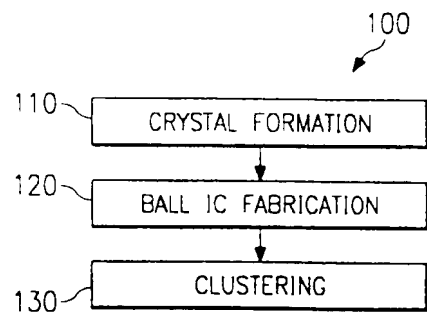 100
110 CRYSTAL FORMATION
120 BALL IC FABRICATION
CLUSTERING
130